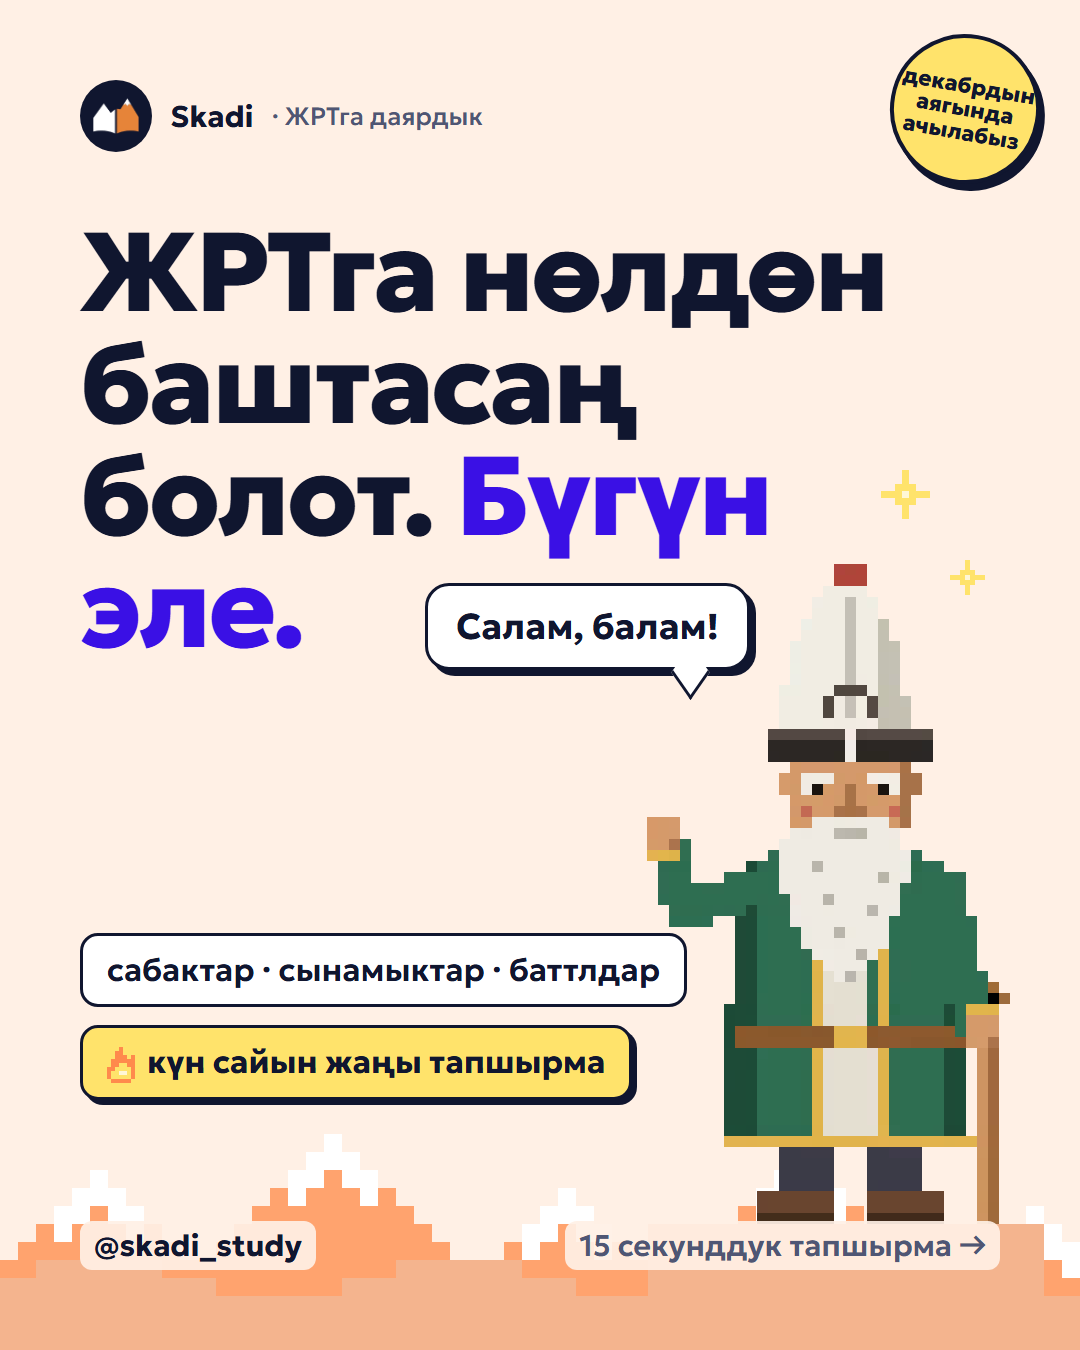 Skadi · ЖРТга даярдык
декабрдын
аягында
ачылабыз
ЖРТга нөлдөн
баштасаң
болот. Бүгүн
эле.
Салам, балам!
сабактар · сынамыктар · баттлдар
күн сайын жаңы тапшырма
@skadi_study
15 секунддук тапшырма →